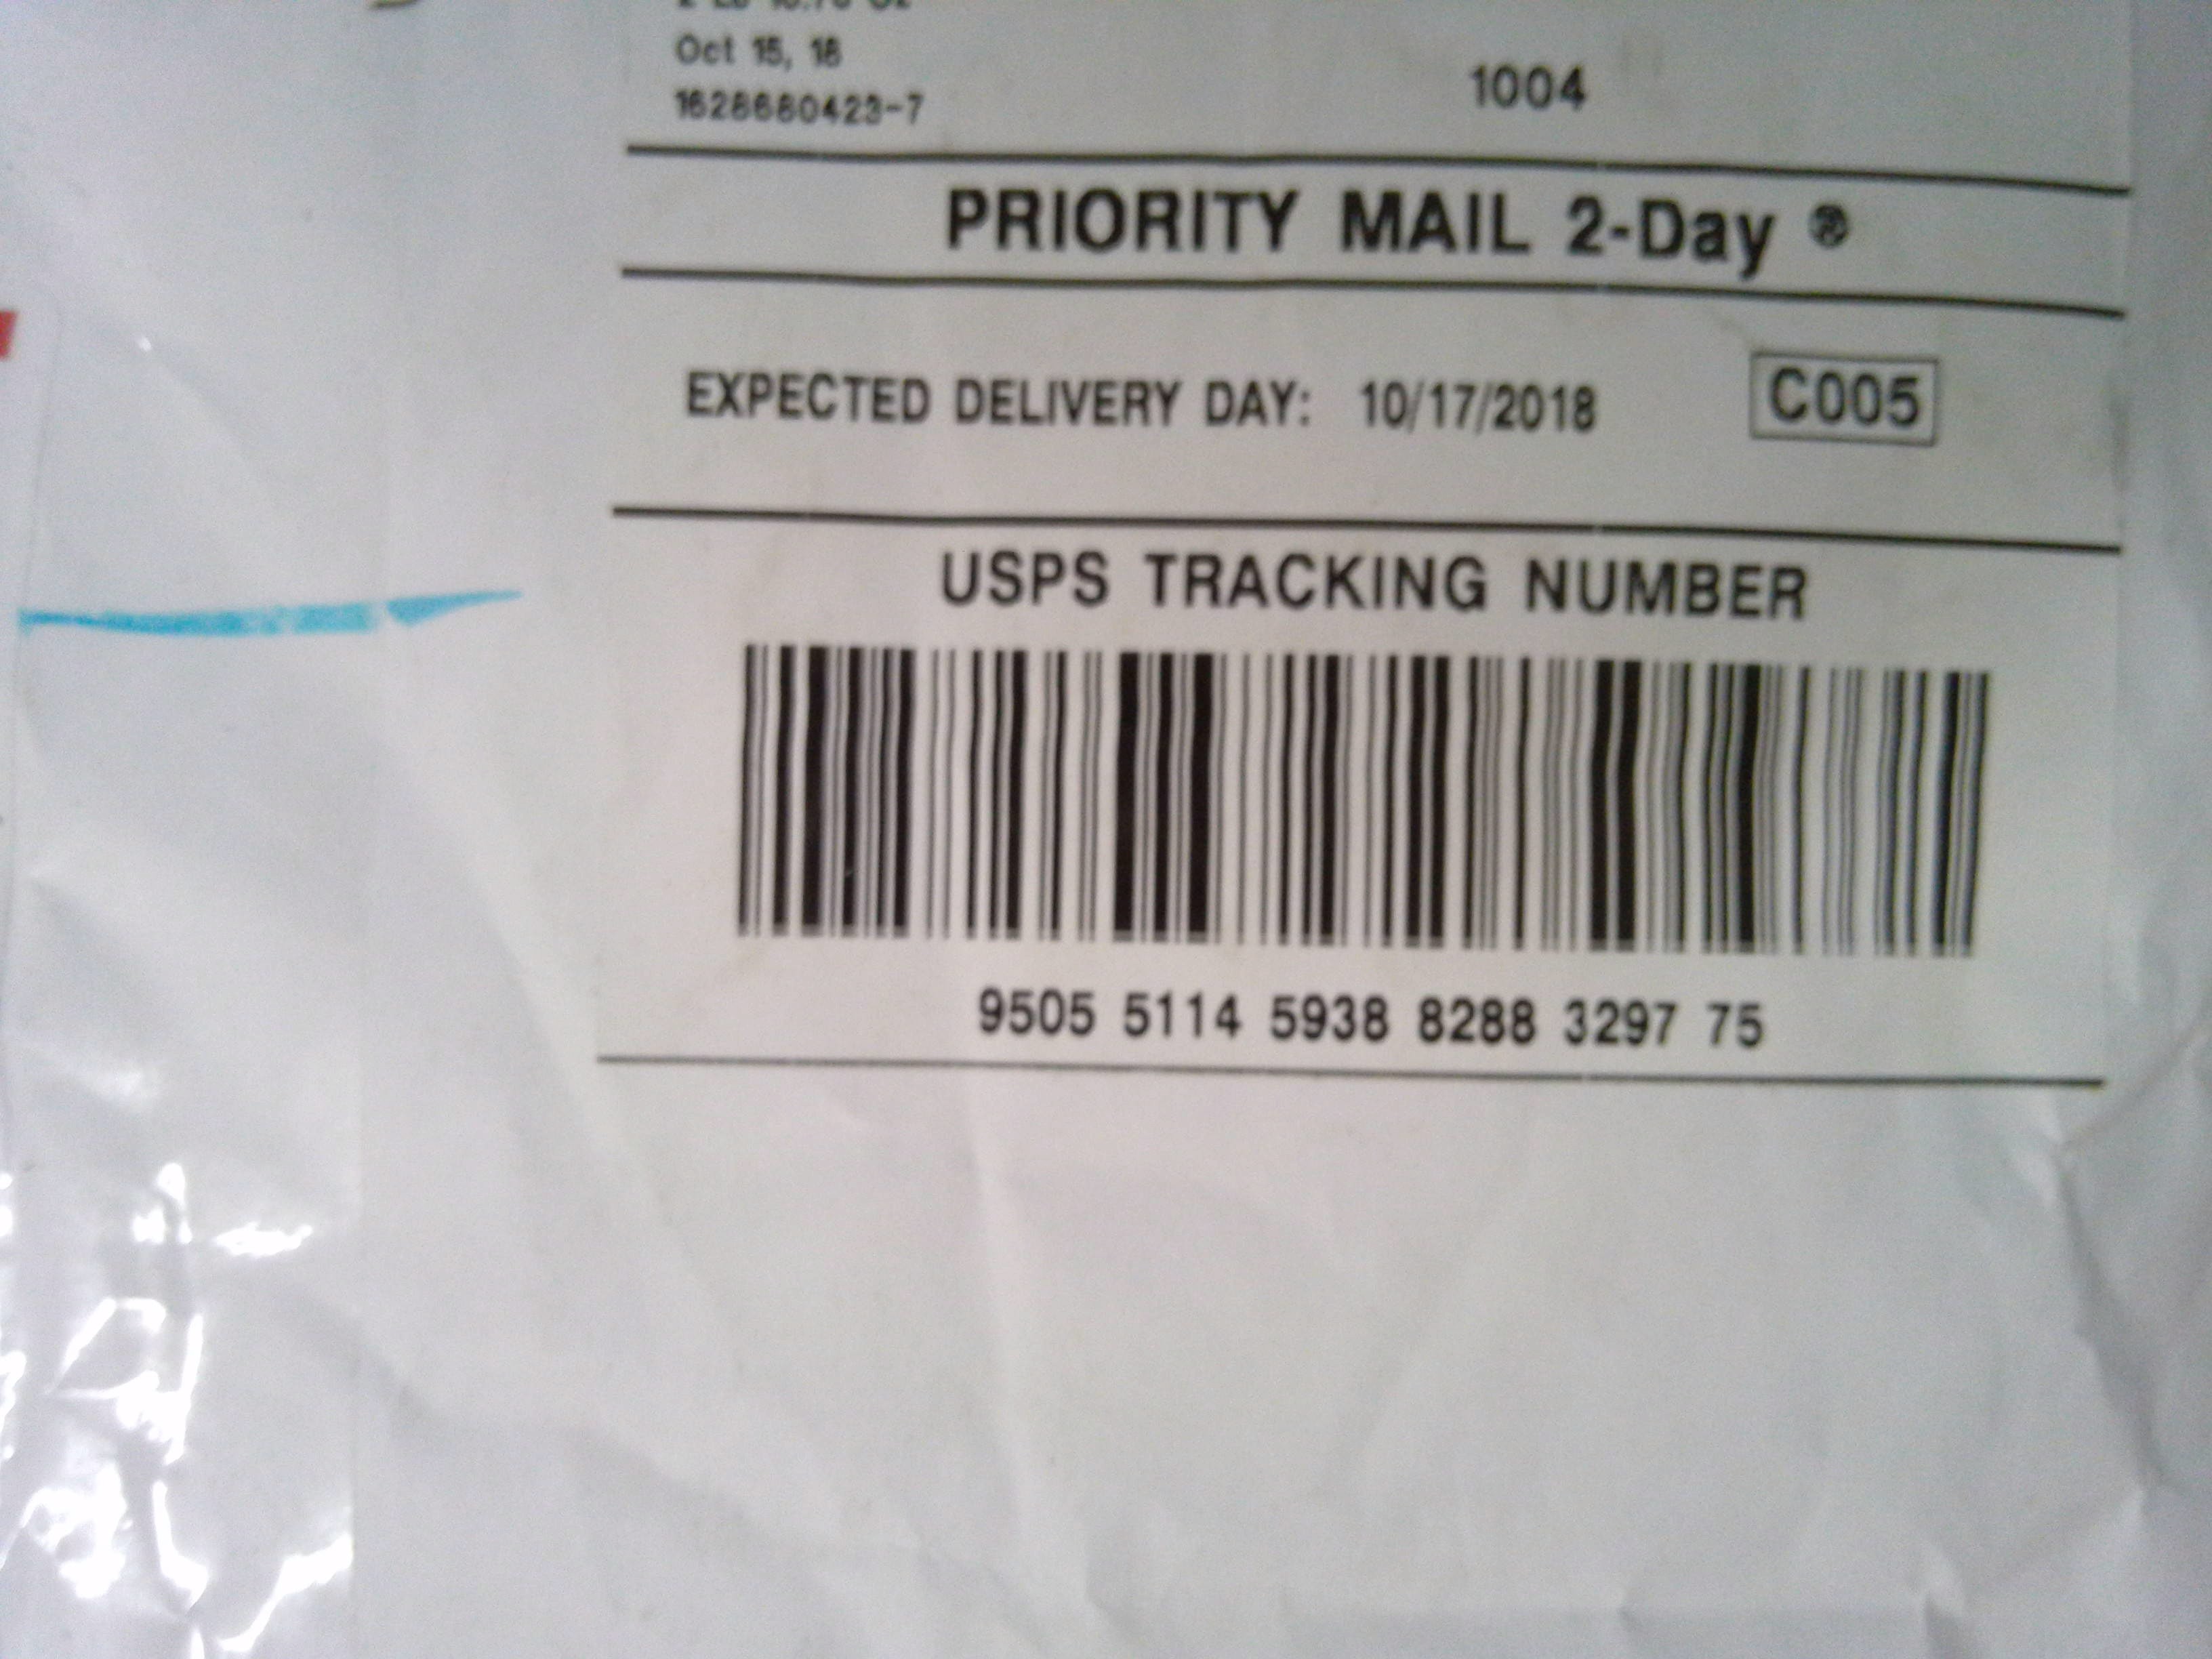 Oct 15, 18
1628680423-7
1004
PRIORITY MAIL 2-Day ®
EXPECTED DELIVERY DAY: 10/17/2018
C005
USPS TRACKING NUMBER
9505 5114 5938 8288 3297 75